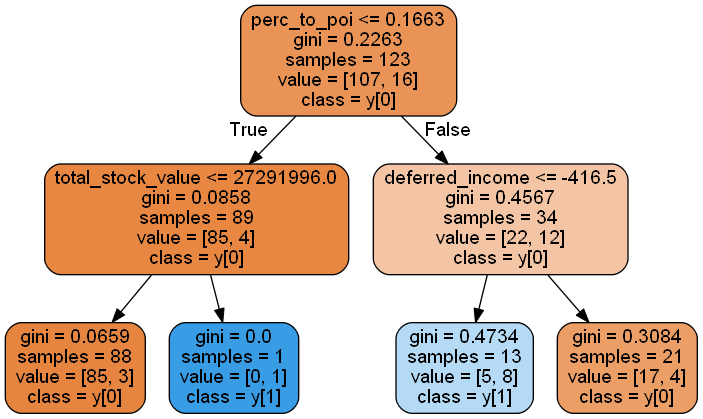 perc_to_poi <= 0.1663
gini = 0.2263
samples = 123
value = [107, 16]
class = y[0]
True
False
total_stock_value <= 27291996.0
gini = 0.0858
samples = 89
value = [85, 4]
class = y[0]
deferred_income <= -416.5
gini = 0.4567
samples = 34
value = [22, 12]
class = y[0]
gini = 0.0659
samples = 88
value = [85, 3]
class = y[0]
gini = 0.0
samples = 1
value = [0, 1]
class = y[1]
gini = 0.4734
samples = 13
value = [5, 8]
class = y[1]
gini = 0.3084
samples = 21
value = [17, 4]
class = y[0]